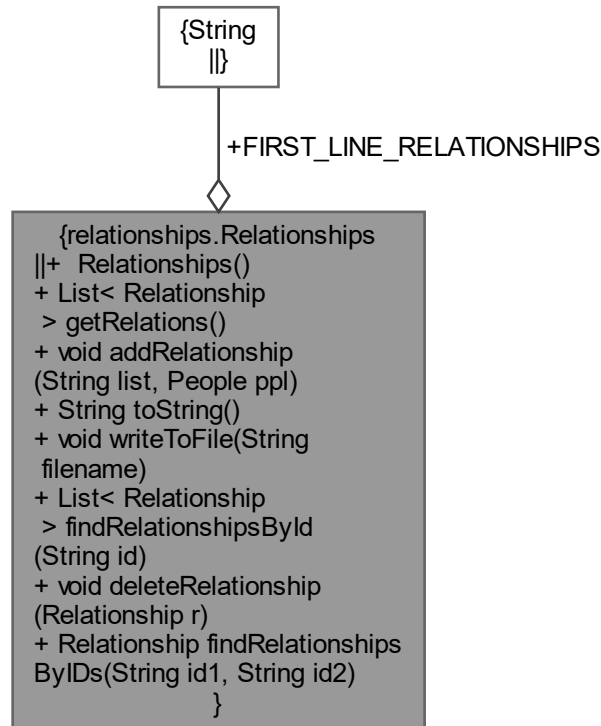 {String
||}
+FIRST_LINE_RELATIONSHIPS
{relationships.Relationships
||+ Relationships()
+ List< Relationship
> getRelations()
+ void addRelationship
(String list, People ppl)
+ String toString()
+ void writeToFile(String
filename)
+ List< Relationship
> findRelationshipsById
(String id)
+ void deleteRelationship
(Relationship r)
+ Relationship findRelationships
ByIDs(String id1, String id2)
}